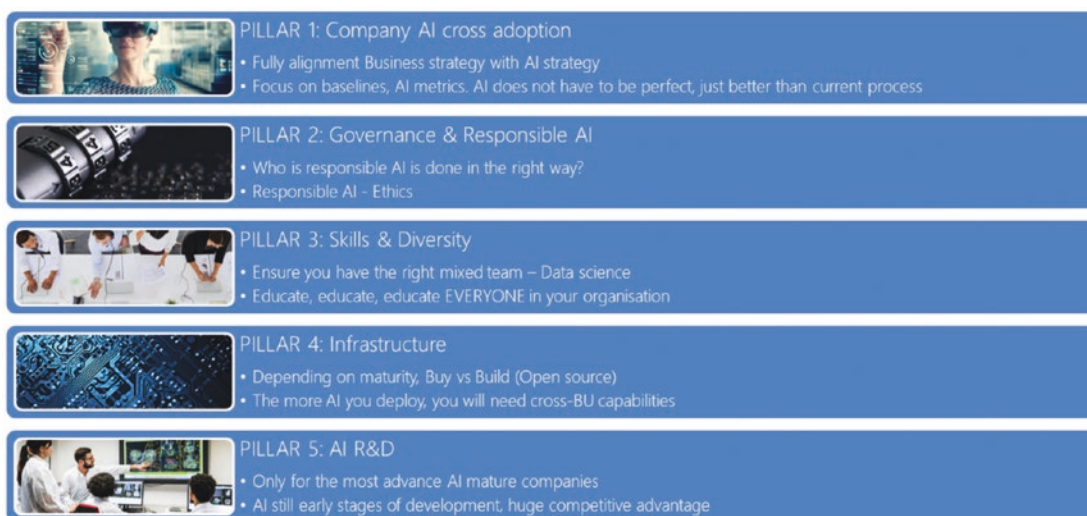 PILLAR 1: Company AI cross adoption
• Fully alignment Business strategy with AI strategy
• Focus on baselines, AI metrics. AI does not have to be perfect, just better than current process
PILLAR 2: Governance & Responsible AI
• Who is responsible AI is done in the right way?
• Responsible AI - Ethics
PILLAR 3: Skills & Diversity
• Ensure you have the right mixed team – Data science
• Educate, educate, educate EVERYONE in your organisation
PILLAR 4: Infrastructure
• Depending on maturity, Buy vs Build (Open source)
• The more AI you deploy, you will need cross-BU capabilities
PILLAR 5: AI R&D
• Only for the most advance AI mature companies
• AI still early stages of development, huge competitive advantage